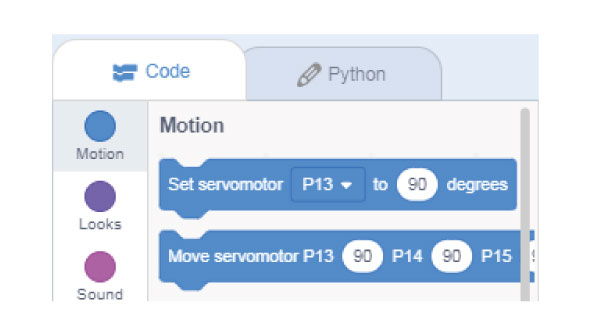 Code
Python
Motion
Motion
Set servomotor P13 to 90 degrees
Looks
Move servomotor P13 90 P14 90 P15
Sound